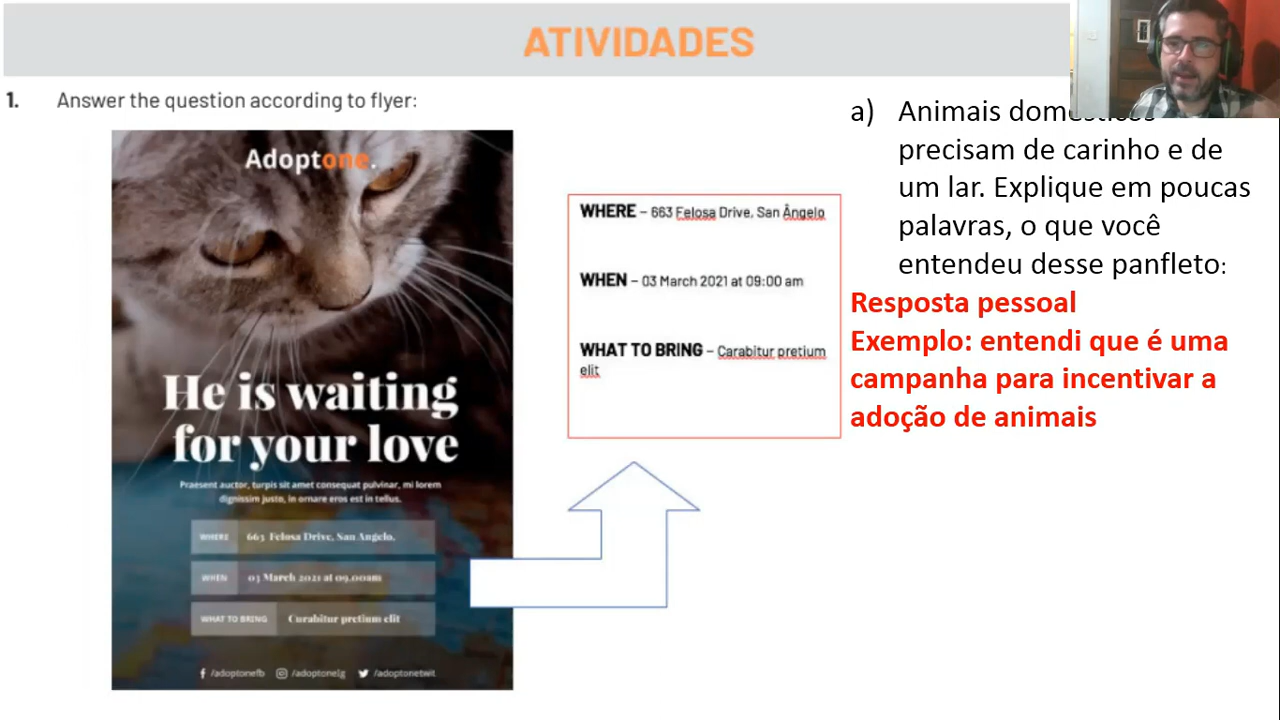 ATIVIDADES
1. Answer the question according to flyer:
Adoptone.
He is waiting
for your love
Praesent auctor, turpis sit amet consequat pulvinar, mi lorem
dignissim justo, in ornare eros est in tellus.
WHERE 663 Felosa Drive, San Angelo.
WHEN 03 March 2021 at 09.00am
WHAT TO BRING Curabitur pretium elit
/adoptonefb /adoptoneig /adoptonetwit
WHERE – 663 Felosa Drive, San Ângelo
WHEN – 03 March 2021 at 09:00 am
WHAT TO BRING – Carabitur pretium
elit
a) Animais domésticos
precisam de carinho e de
um lar. Explique em poucas
palavras, o que você
entendeu desse panfleto:
Resposta pessoal
Exemplo: entendi que é uma
campanha para incentivar a
adoção de animais